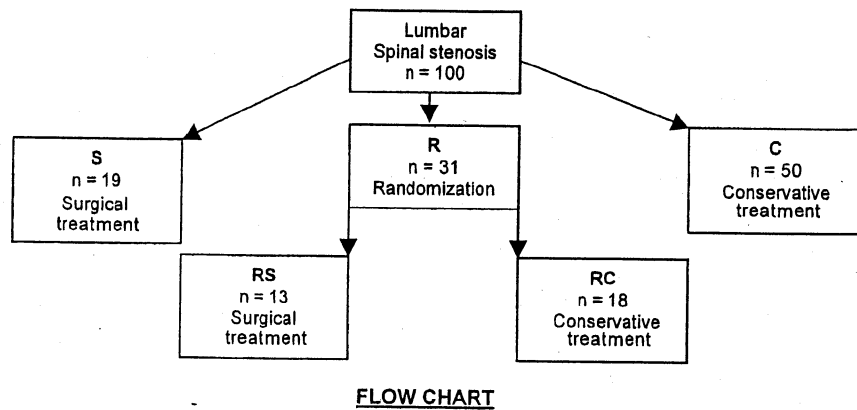 Lumbar
Spinal stenosis
n = 100
S
n = 19
Surgical
treatment
R
n = 31
Randomization
C
n = 50
Conservative
treatment
RS
n = 13
Surgical
treatment
RC
n = 18
Conservative
treatment
FLOW CHART